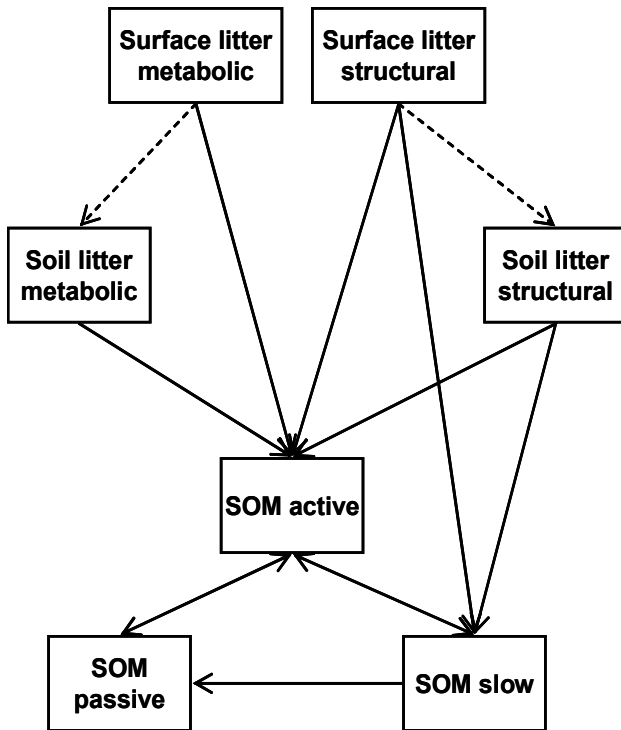 Surface litter
metabolic
Surface litter
structural
Soil litter
metabolic
Soil litter
structural
SOM active
SOM
passive
SOM slow